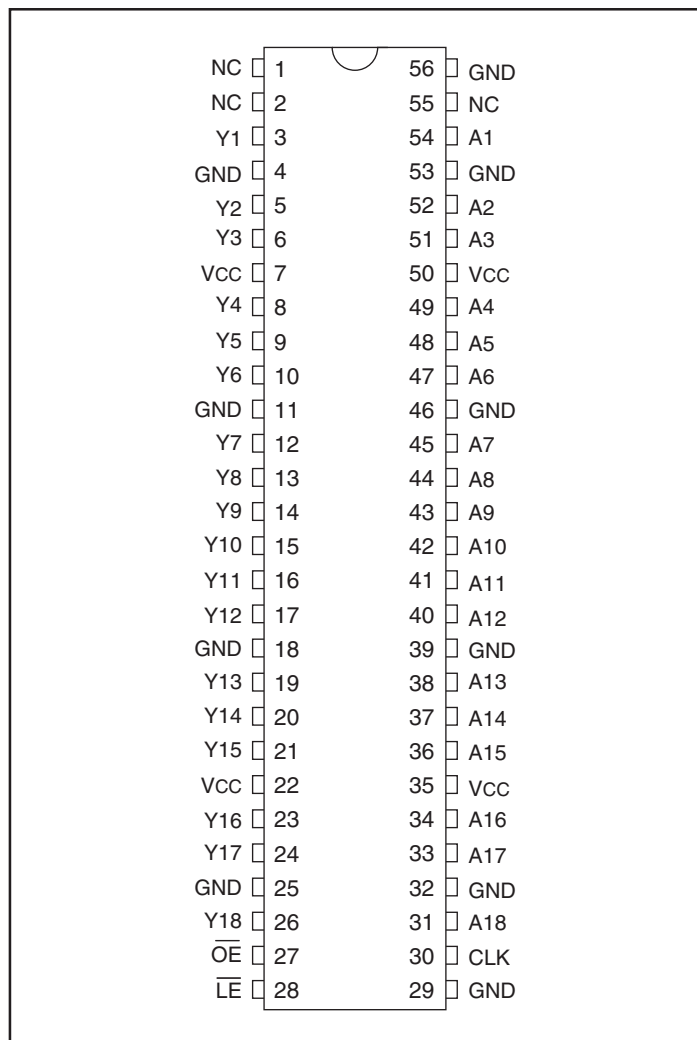 NC 1 56 GND
NC 2 55 NC
Y1 3 54 A1
GND 4 53 GND
Y2 5 52 A2
Y3 6 51 A3
VCC 7 50 VCC
Y4 8 49 A4
Y5 9 48 A5
Y6 10 47 A6
GND 11 46 GND
Y7 12 45 A7
Y8 13 44 A8
Y9 14 43 A9
Y10 15 42 A10
Y11 16 41 A11
Y12 17 40 A12
GND 18 39 GND
Y13 19 38 A13
Y14 20 37 A14
Y15 21 36 A15
VCC 22 35 VCC
Y16 23 34 A16
Y17 24 33 A17
GND 25 32 GND
Y18 26 31 A18
O̅E̅ 27 30 CLK
L̅E̅ 28 29 GND